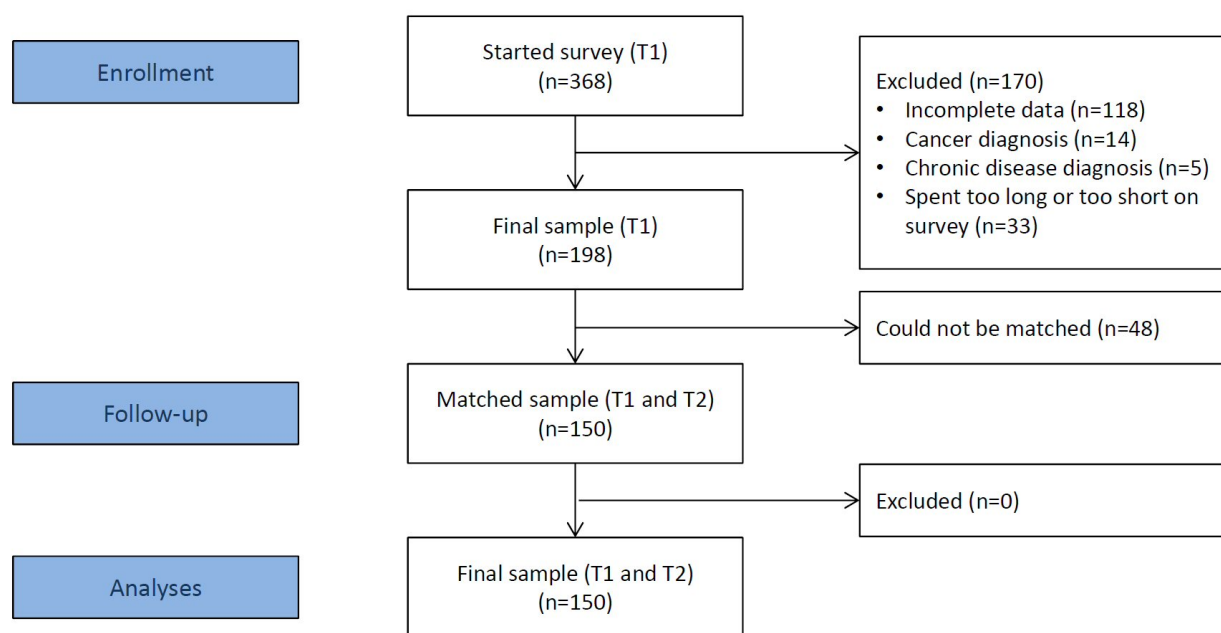 Enrollment
Started survey (T1)
(n=368)
Excluded (n=170)
• Incomplete data (n=118)
• Cancer diagnosis (n=14)
• Chronic disease diagnosis (n=5)
• Spent too long or too short on
survey (n=33)
Final sample (T1)
(n=198)
Could not be matched (n=48)
Follow-up
Matched sample (T1 and T2)
(n=150)
Excluded (n=0)
Analyses
Final sample (T1 and T2)
(n=150)